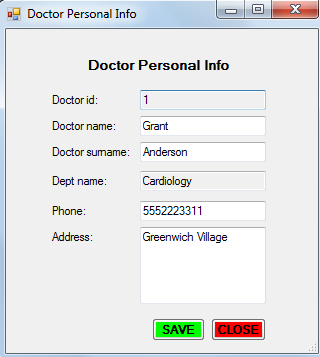 Doctor Personal Info
Doctor Personal Info
Doctor id: 1
Doctor name: Grant
Doctor surname: Anderson
Dept name: Cardiology
Phone: 5552223311
Address: Greenwich Village
SAVE CLOSE